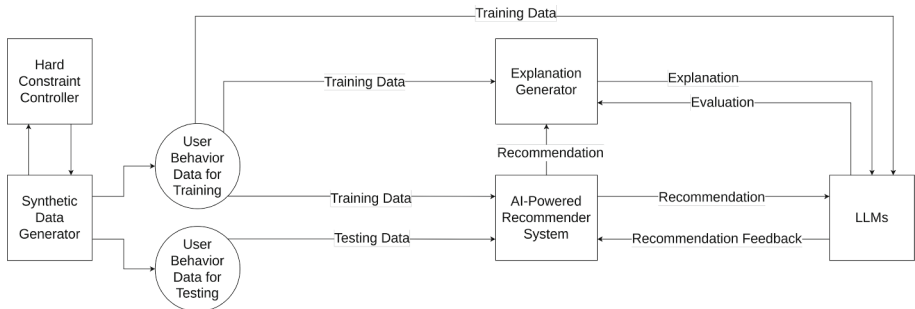 Training Data
Hard
Constraint
Controller
Training Data
Explanation
Generator
Explanation
Evaluation
User
Behavior
Data for
Training
Recommendation
Synthetic
Data
Generator
Training Data
AI-Powered
Recommender
System
Recommendation
LLMs
User
Behavior
Data for
Testing
Testing Data
Recommendation Feedback